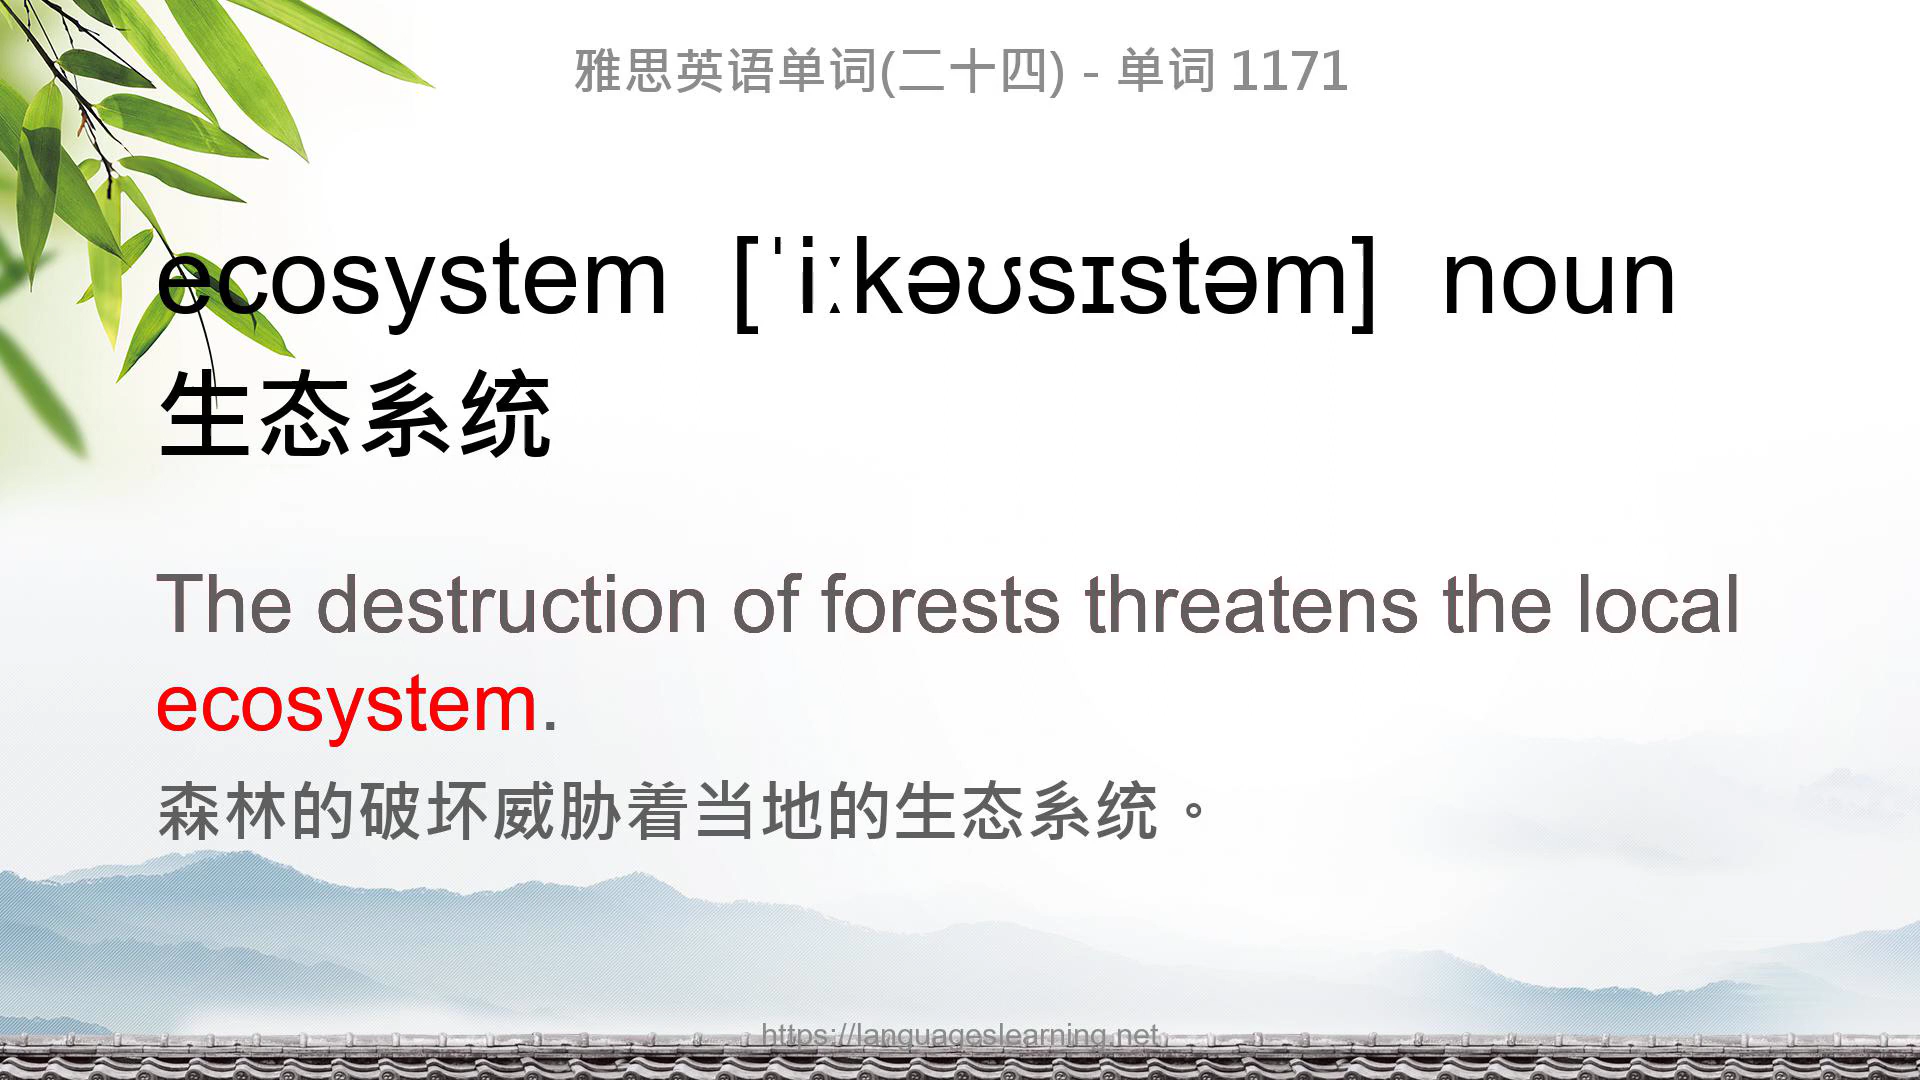 雅思英语单词(二十四) - 单词 1171
ecosystem [ˈiːkəʊsɪstəm] noun
生态系统
The destruction of forests threatens the local
ecosystem.
森林的破坏威胁着当地的生态系统。
https://languageslearning.net